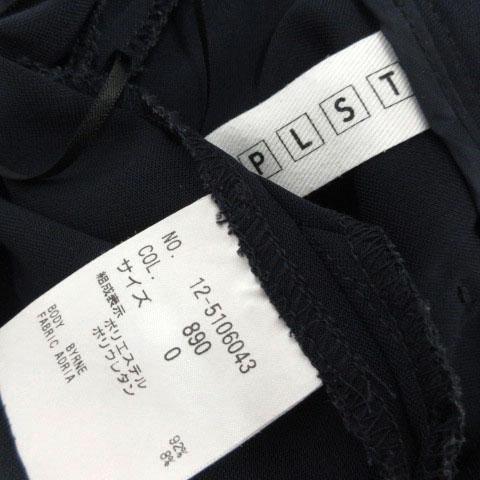 PLST
NO. 12-5106043
COL. 890
サイズ 0
組成表示 ポリエステル 92%
ポリウレタン 8%
BODY BYRNE
FABRIC ADRIA